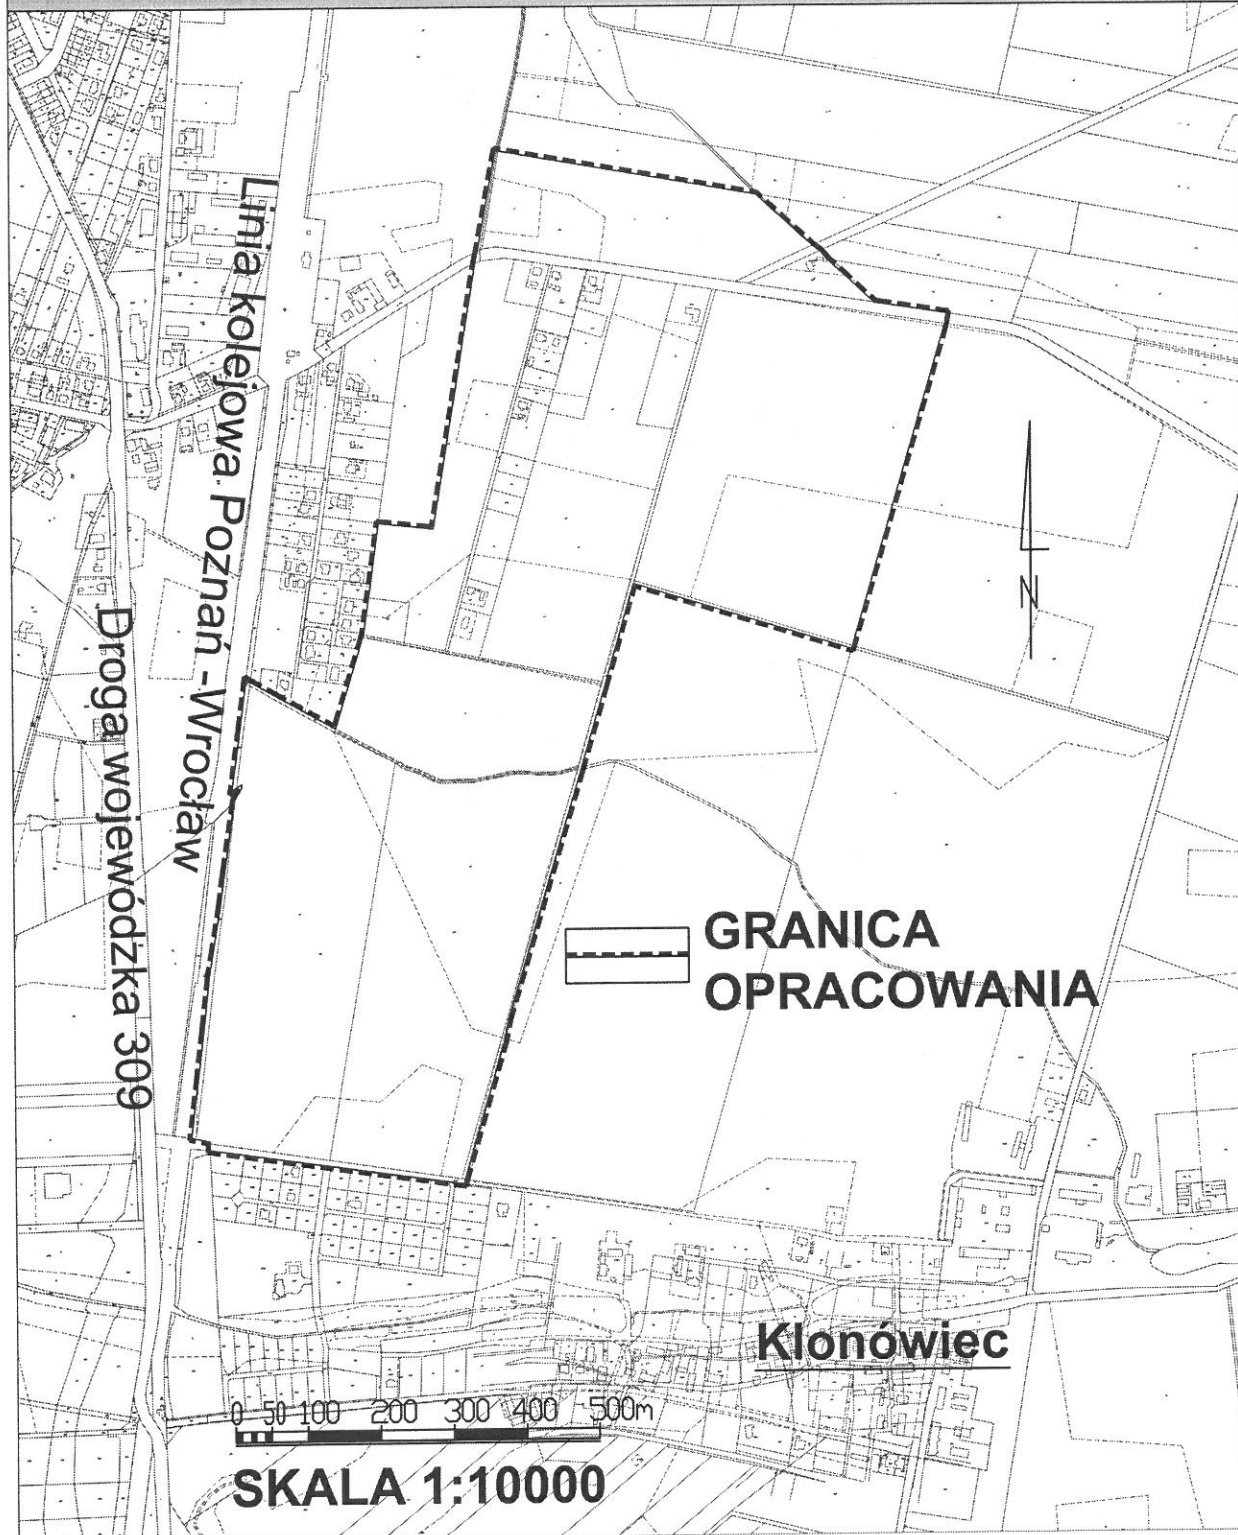 Linia kolejowa Poznań -Wrocław
Droga wojewódzka 309
N
GRANICA
OPRACOWANIA
Klonówiec
0 50 100 200 300 400 500m
SKALA 1:10000